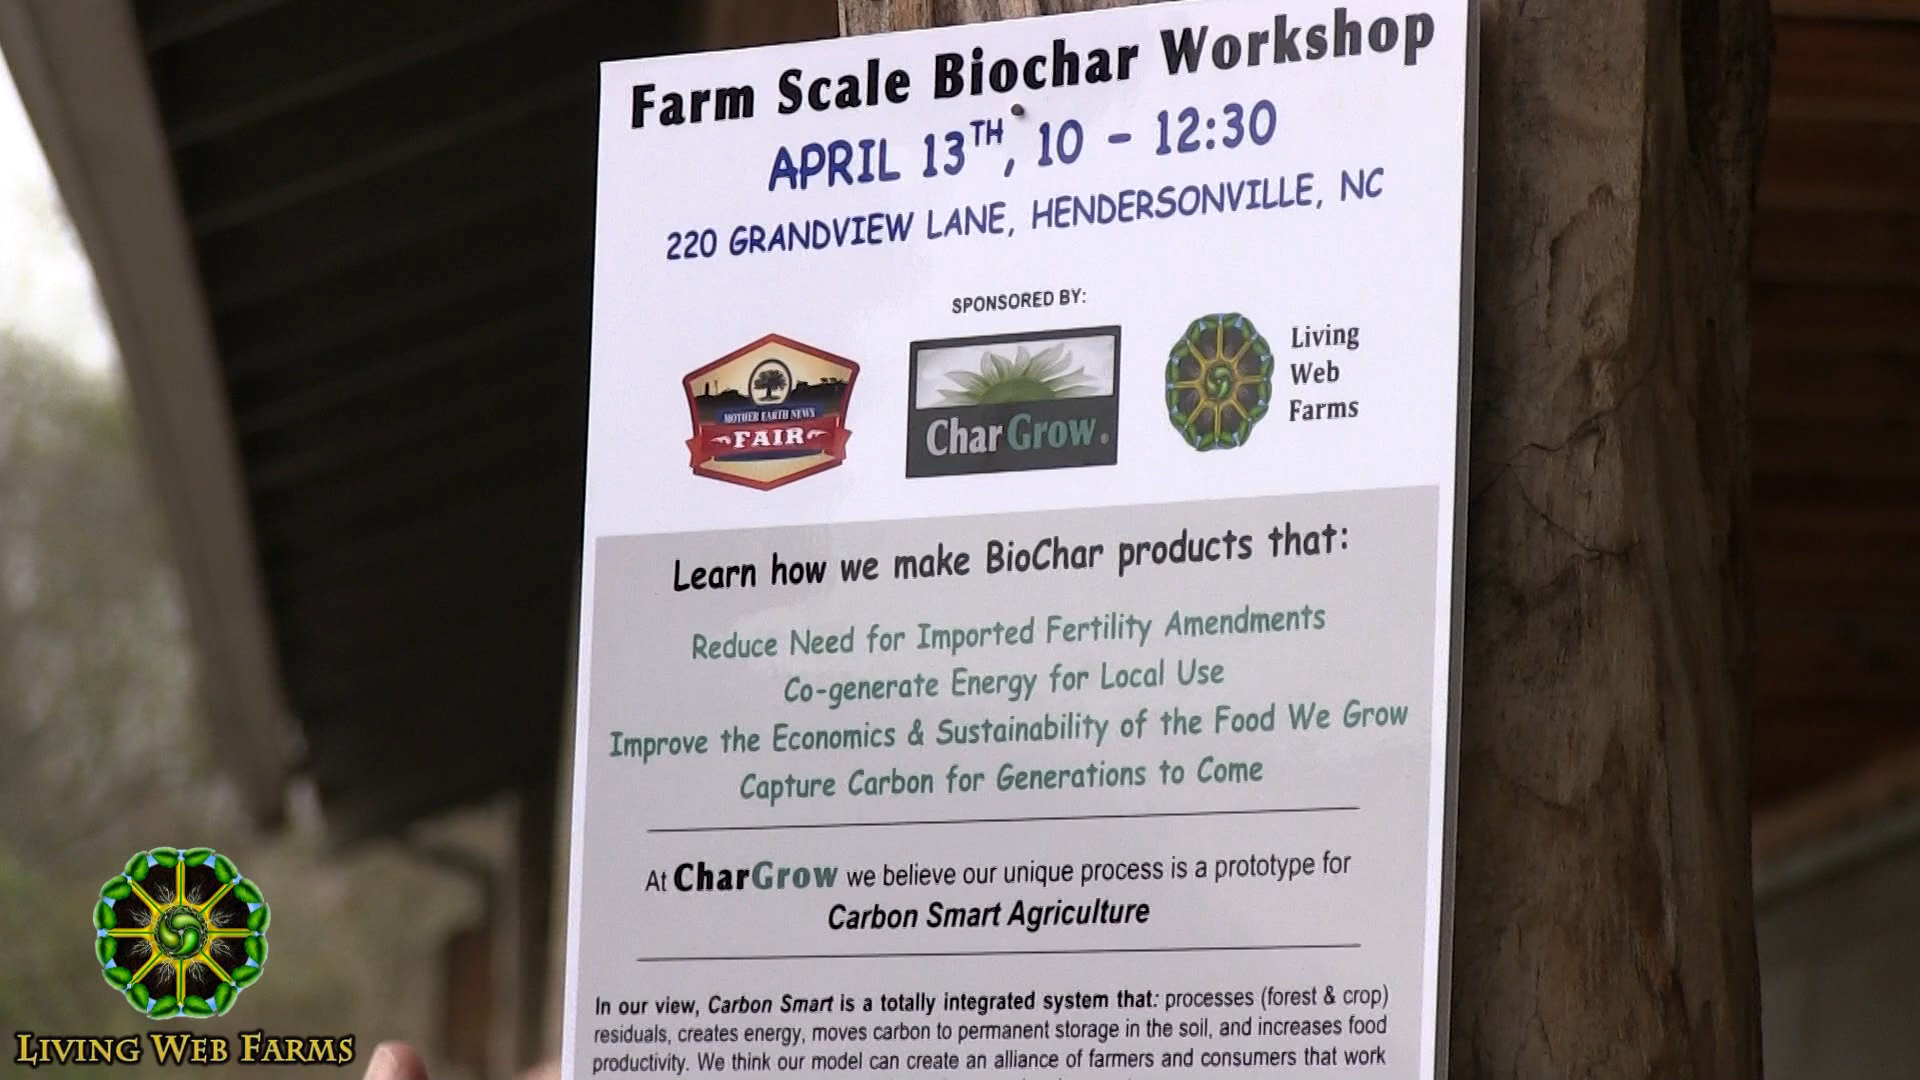 Farm Scale Biochar Workshop
APRIL 13TH, 10 - 12:30
220 GRANDVIEW LANE, HENDERSONVILLE, NC
SPONSORED BY:
MOTHER EARTH NEWS
FAIR
CharGrow
Living
Web
Farms
Learn how we make BioChar products that:
Reduce Need for Imported Fertility Amendments
Co-generate Energy for Local Use
Improve the Economics & Sustainability of the Food We Grow
Capture Carbon for Generations to Come
At CharGrow we believe our unique process is a prototype for
Carbon Smart Agriculture
In our view, Carbon Smart is a totally integrated system that: processes (forest & crop)
residuals, creates energy, moves carbon to permanent storage in the soil, and increases food
productivity. We think our model can create an alliance of farmers and consumers that work
LIVING WEB FARMS